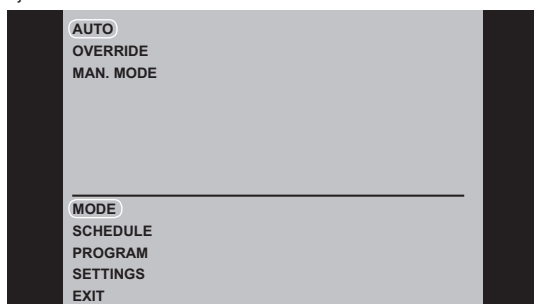 AUTO
OVERRIDE
MAN. MODE
MODE
SCHEDULE
PROGRAM
SETTINGS
EXIT